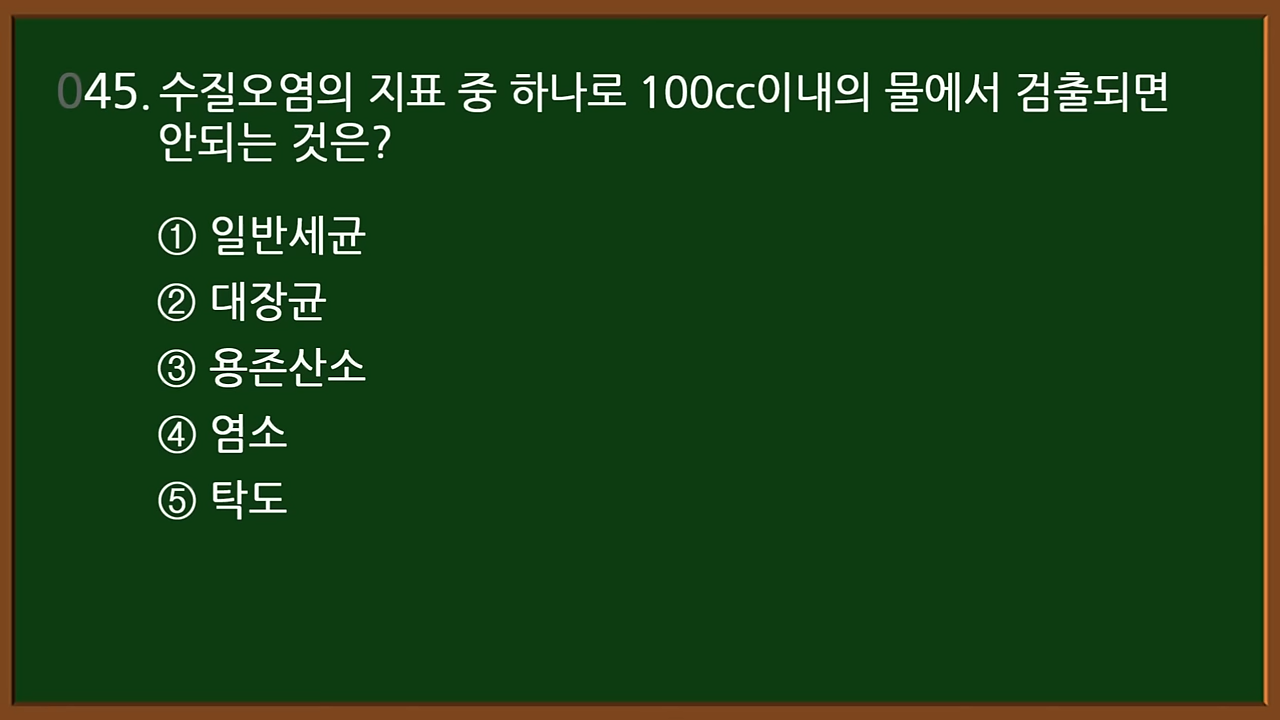 045. 수질오염의 지표 중 하나로 100cc이내의 물에서 검출되면
안되는 것은?
① 일반세균
② 대장균
③ 용존산소
④ 염소
⑤ 탁도